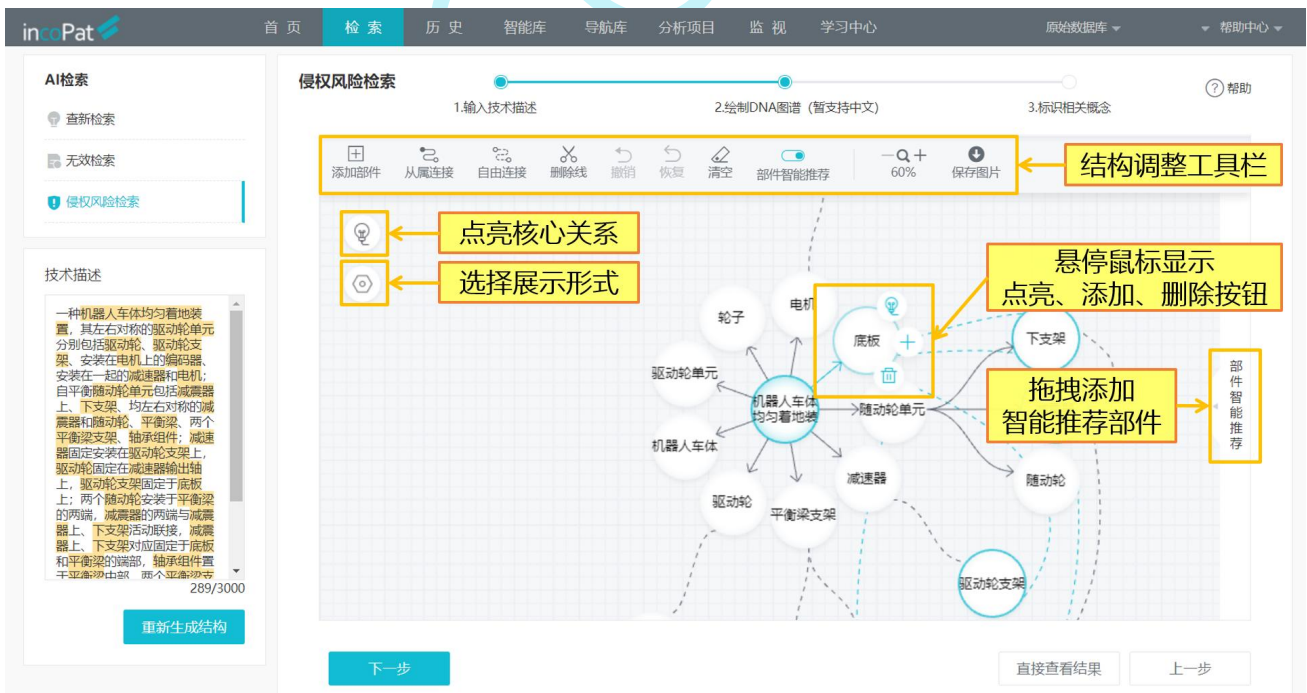 incoPat
首 页
检 索
历 史
智能库
导航库
分析项目
监 视
学习中心
原始数据库
帮助中心
AI检索
查新检索
无效检索
侵权风险检索
技术描述
一种机器人车体均匀着地装
置，其左右对称的驱动轮单元
分别包括驱动轮、驱动轮支
架、安装在电机上的编码器、
安装在一起的减速器和电机；
自平衡随动轮单元包括减震器
上、下支架、均左右对称的减
震器和随动轮、平衡梁、两个
平衡梁支架、轴承组件；减速
器固定安装在驱动轮支架上，
驱动轮固定在减速器输出轴
上，驱动轮支架固定于底板
上；两个随动轮安装于平衡梁
的两端，减震器的两端与减震
器上、下支架活动联接，减震
器上、下支架对应固定于底板
和平衡梁的端部，轴承组件置
于平衡梁中部，两个平衡梁支
289/3000
重新生成结构
侵权风险检索
1.输入技术描述
2.绘制DNA图谱（暂支持中文）
3.标识相关概念
帮助
添加部件
从属连接
自由连接
删除线
撤销
恢复
清空
部件智能推荐
60%
保存图片
结构调整工具栏
点亮核心关系
选择展示形式
悬停鼠标显示
点亮、添加、删除按钮
轮子
电机
底板
下支架
驱动轮单元
机器人车体
均匀着地装
随动轮单元
拖拽添加
智能推荐部件
部件智能推荐
机器人车体
减速器
随动轮
驱动轮
平衡梁支架
驱动轮支架
下一步
直接查看结果
上一步